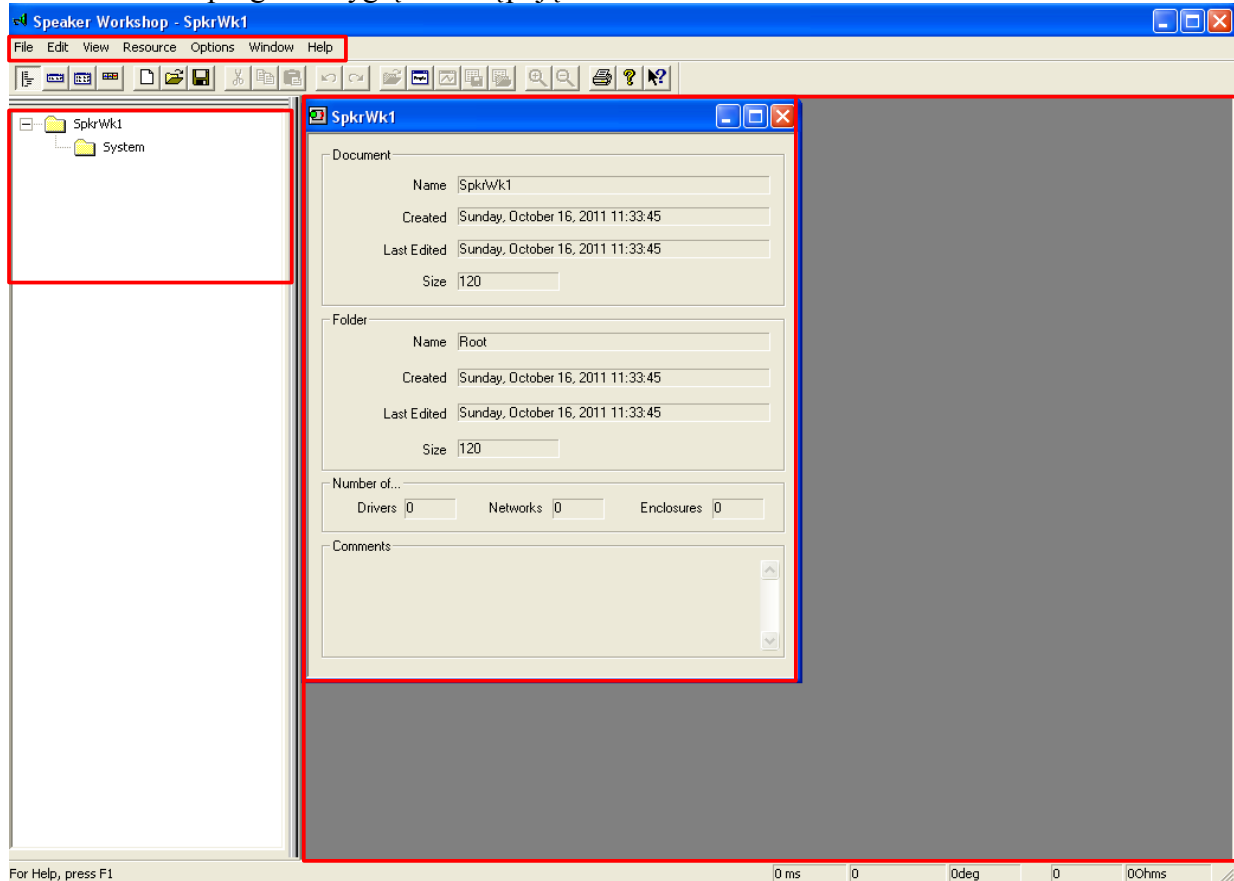 Speaker Workshop - SpkrWk1
File Edit View Resource Options Window Help
SpkrWk1
System
SpkrWk1
Document
Name SpkrWk1
Created Sunday, October 16, 2011 11:33:45
Last Edited Sunday, October 16, 2011 11:33:45
Size 120
Folder
Name Root
Created Sunday, October 16, 2011 11:33:45
Last Edited Sunday, October 16, 2011 11:33:45
Size 120
Number of...
Drivers 0 Networks 0 Enclosures 0
Comments
For Help, press F1 0 ms 0 0deg 0 0Ohms